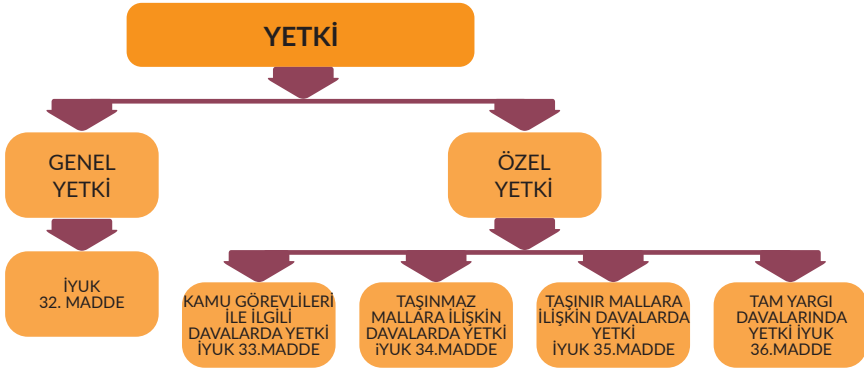 YETKİ
GENEL
YETKİ
ÖZEL
YETKİ
İYUK
32. MADDE
KAMU GÖREVLİLERİ
İLE İLGİLİ
DAVALARDA YETKİ
İYUK 33.MADDE
TAŞINMAZ
MALLARA İLİŞKİN
DAVALARDA YETKİ
iYUK 34.MADDE
TAŞINIR MALLARA
İLİŞKİN DAVALARDA
YETKİ
İYUK 35.MADDE
TAM YARGI
DAVALARINDA
YETKİ İYUK
36.MADDE